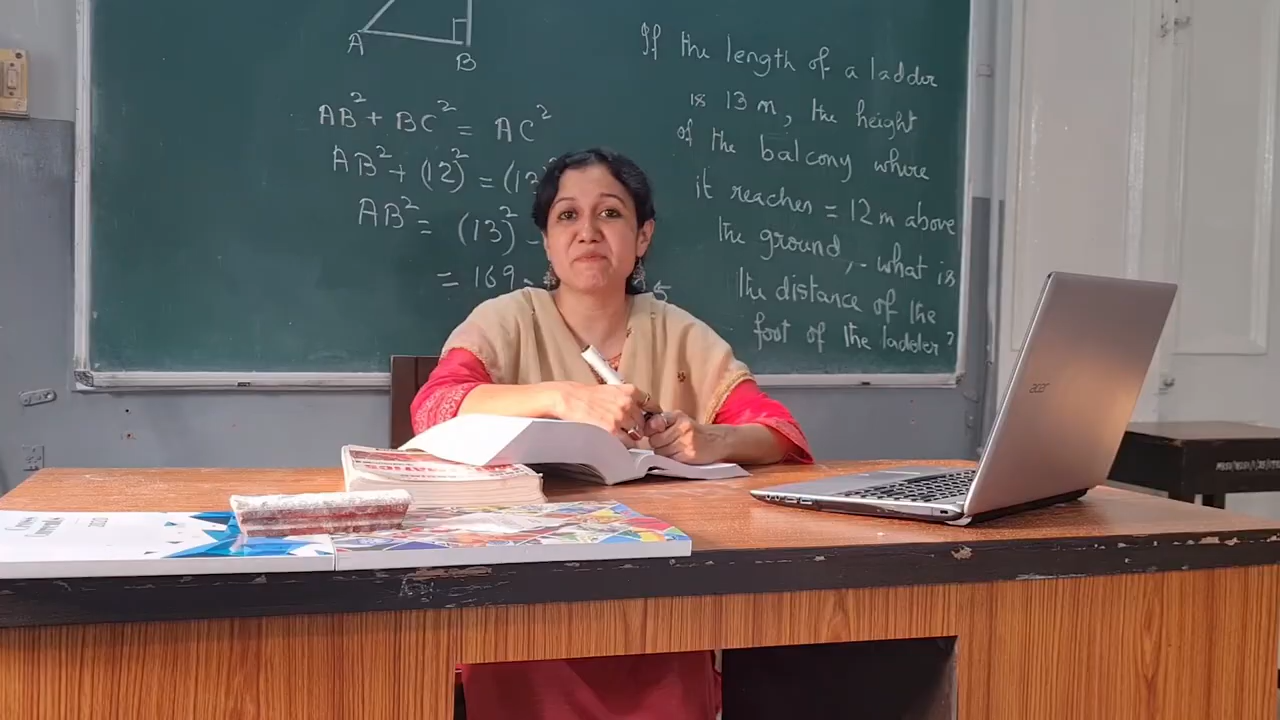 A
B
AB² + BC² = AC²
AB² + (12)² = (13
AB² = (13)² -
= 169 -
5
If the length of a ladder
is 13 m, the height
of the balcony where
it reaches = 12 m above
the ground, - what is
the distance of the
foot of the ladder?
acer